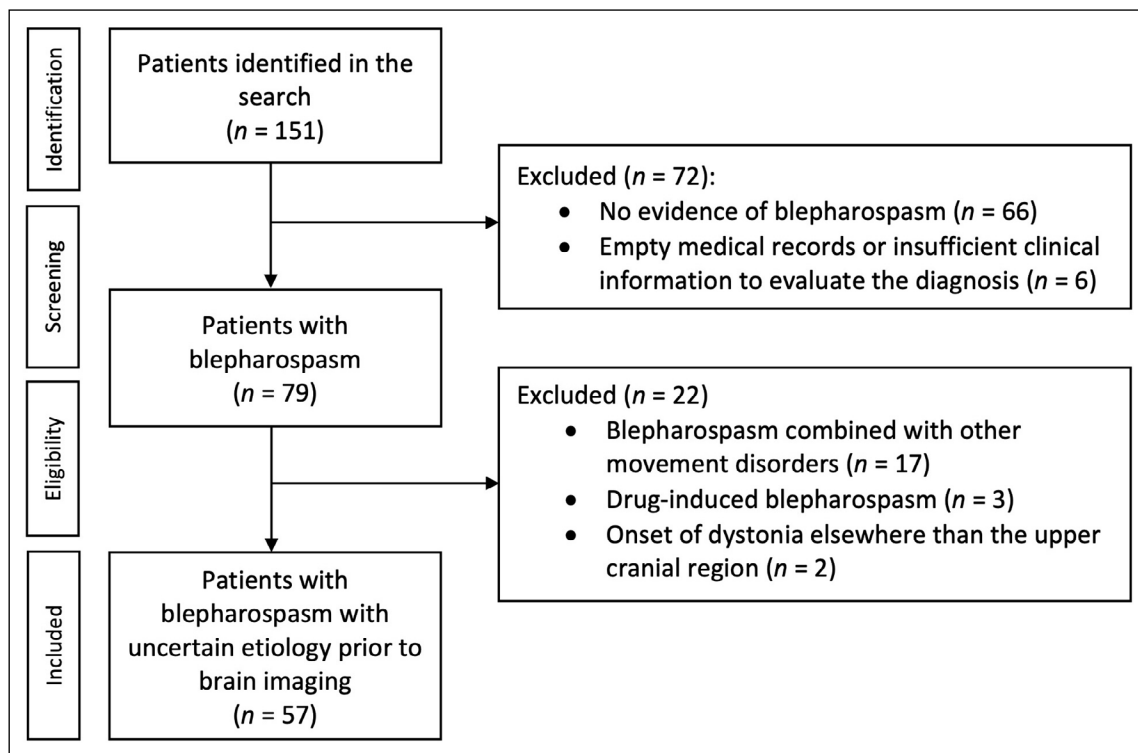 Identification
Patients identified in the
search
(n = 151)
Excluded (n = 72):
• No evidence of blepharospasm (n = 66)
• Empty medical records or insufficient clinical
information to evaluate the diagnosis (n = 6)
Screening
Patients with
blepharospasm
(n = 79)
Eligibility
Excluded (n = 22)
• Blepharospasm combined with other
movement disorders (n = 17)
• Drug-induced blepharospasm (n = 3)
• Onset of dystonia elsewhere than the upper
cranial region (n = 2)
Included
Patients with
blepharospasm with
uncertain etiology prior to
brain imaging
(n = 57)